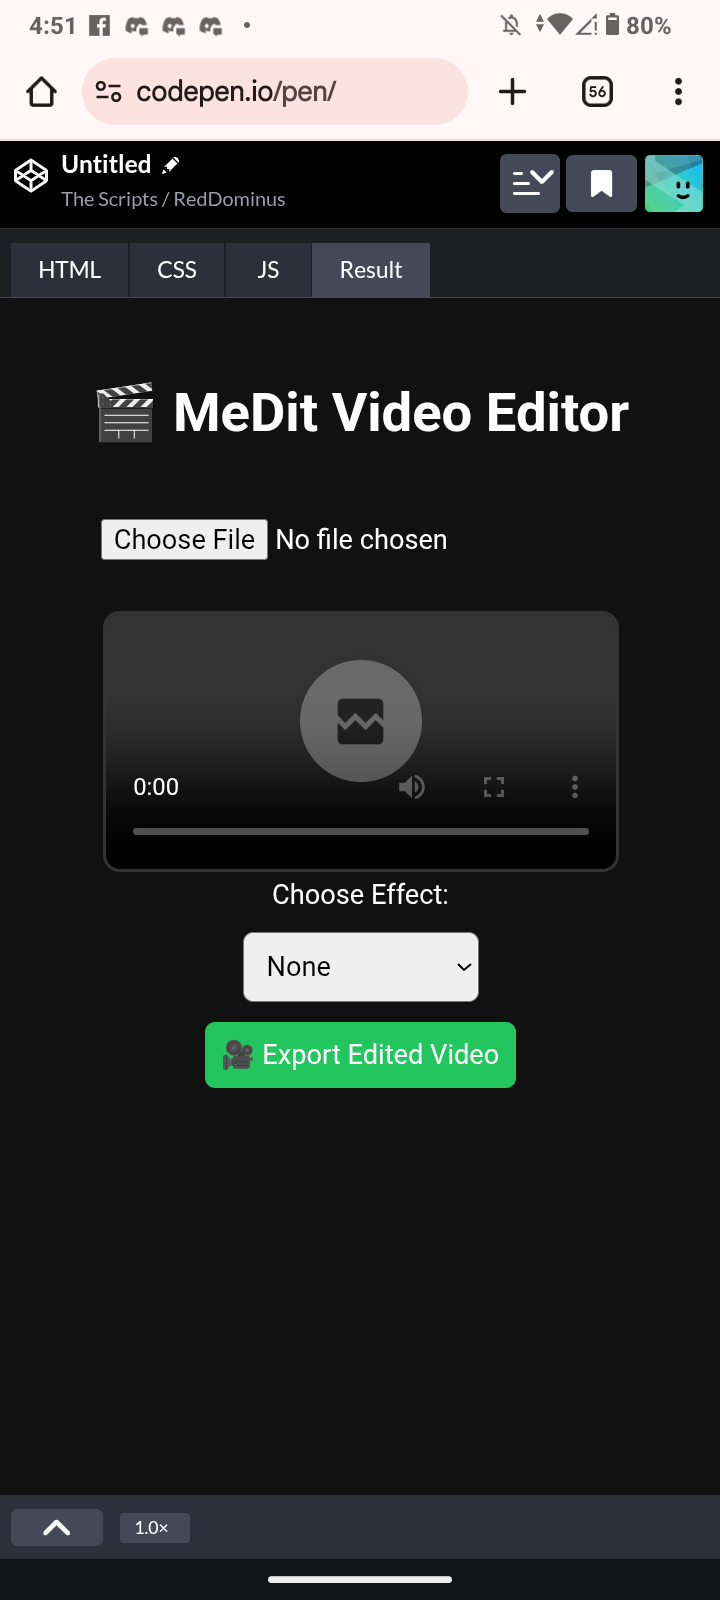 4:51 80%
codepen.io/pen/ 56
Untitled
The Scripts / RedDominus
HTML CSS JS Result
🎬 MeDit Video Editor
Choose File No file chosen
0:00
Choose Effect:
None
🎥 Export Edited Video
1.0×